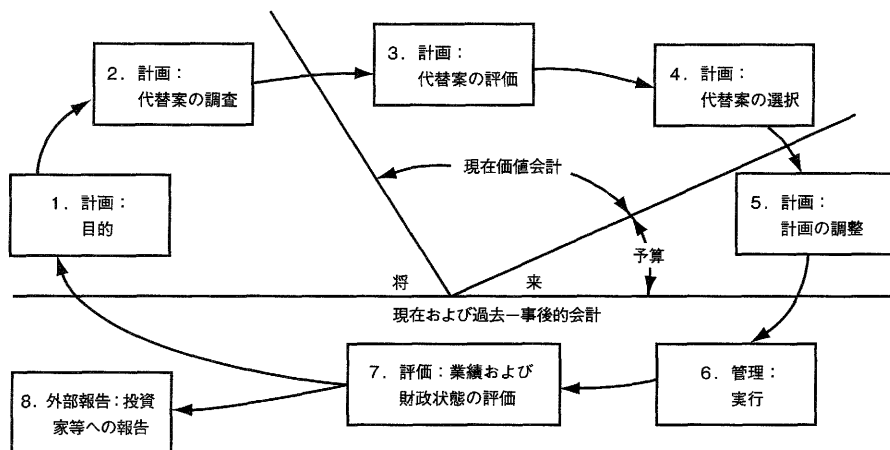 3．計画：
代替案の評価
2．計画：
代替案の調査
4．計画：
代替案の選択
現在価値会計
1．計画：
目的
5．計画：
計画の調整
予算
将　　来
現在および過去－事後的会計
7．評価：業績および
財政状態の評価
6．管理：
実行
8．外部報告：投資
家等への報告